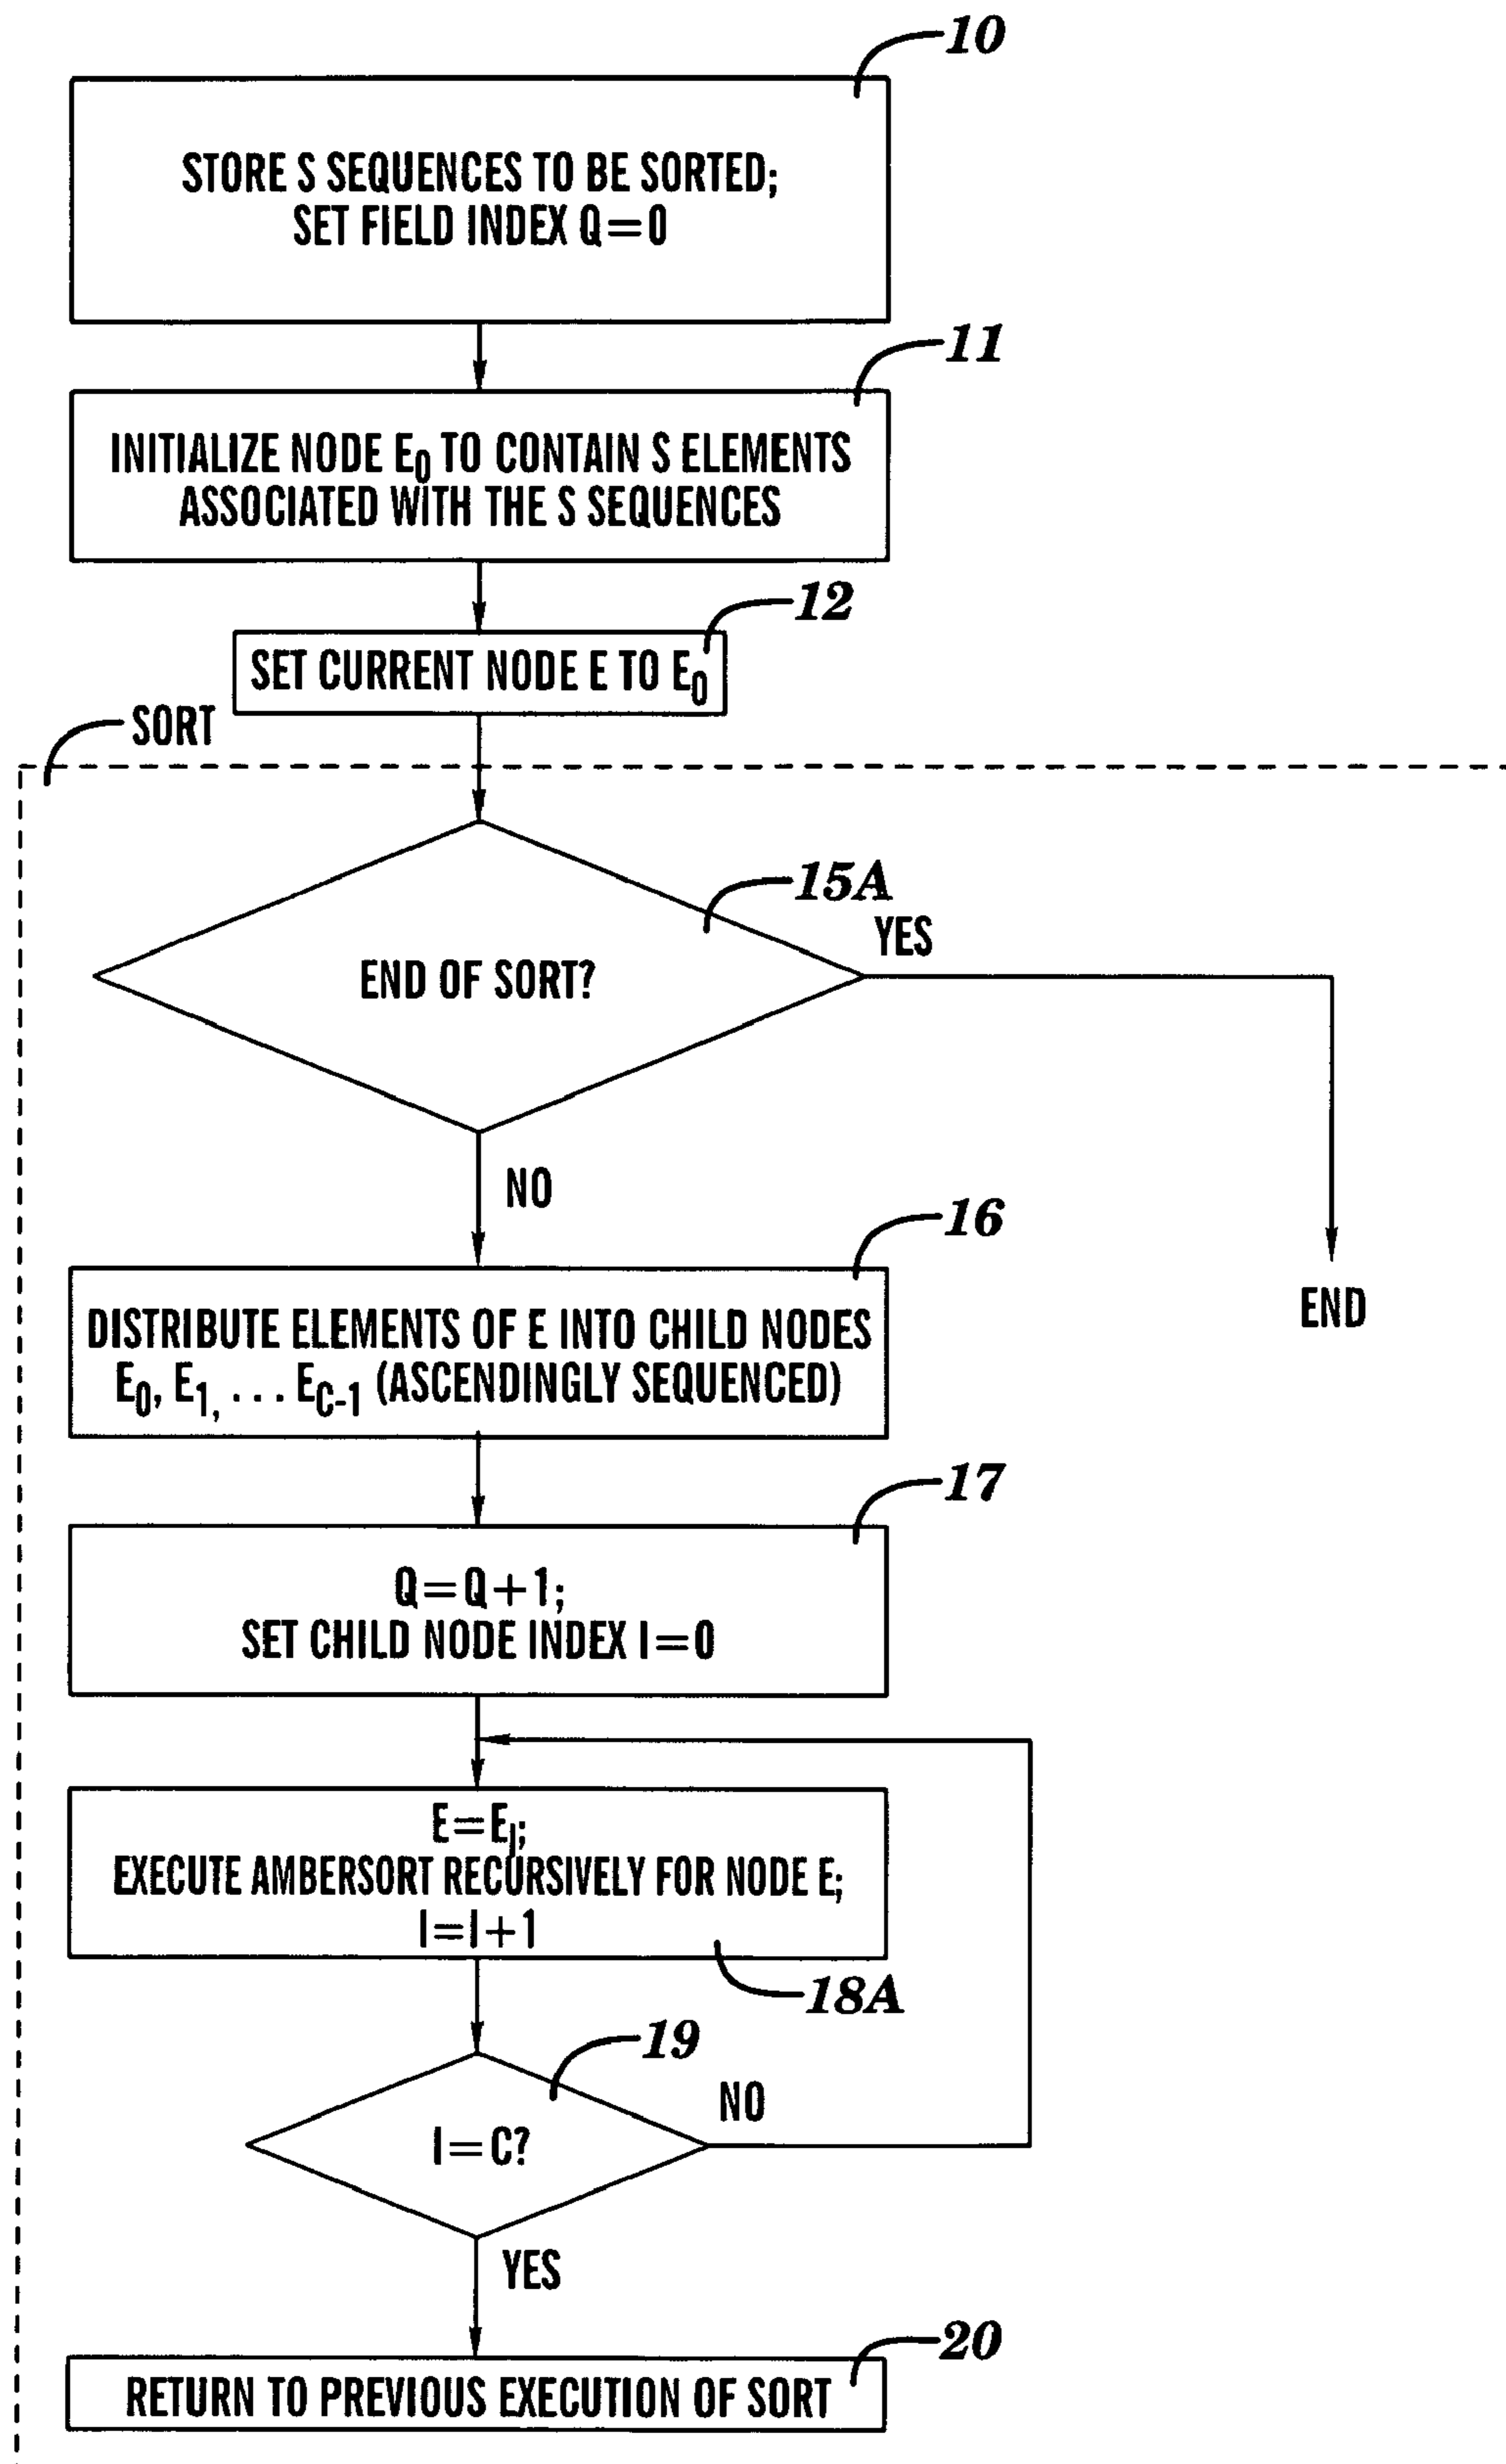 10
STORE S SEQUENCES TO BE SORTED;
SET FIELD INDEX Q=0
11
INITIALIZE NODE E0 TO CONTAIN S ELEMENTS
ASSOCIATED WITH THE S SEQUENCES
12
SET CURRENT NODE E TO E0
SORT
15A
YES
END OF SORT?
NO
16
END
DISTRIBUTE ELEMENTS OF E INTO CHILD NODES
E0, E1, ... EC-1 (ASCENDINGLY SEQUENCED)
17
Q=Q+1;
SET CHILD NODE INDEX I=0
E=EI;
EXECUTE AMBERSORT RECURSIVELY FOR NODE E;
I=I+1
18A
19
NO
I=C?
YES
20
RETURN TO PREVIOUS EXECUTION OF SORT